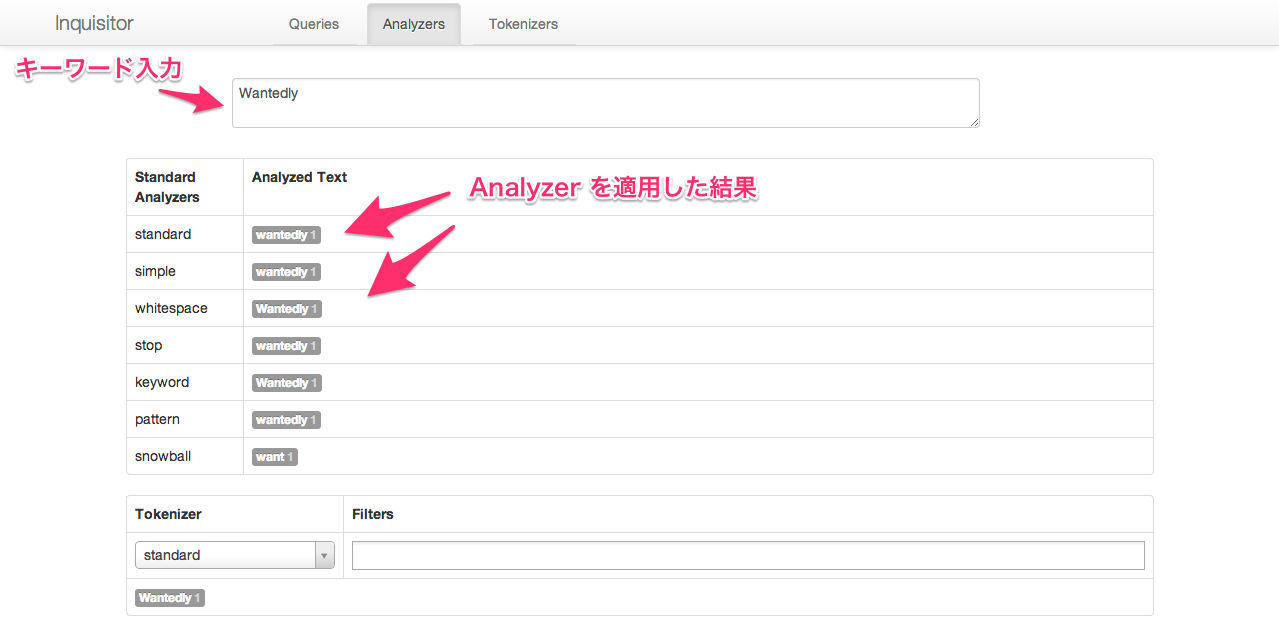 Inquisitor Queries Analyzers Tokenizers
キーワード入力
Wantedly
Standard Analyzers Analyzed Text
Analyzer を適用した結果
standard wantedly 1
simple wantedly 1
whitespace Wantedly 1
stop wantedly 1
keyword Wantedly 1
pattern wantedly 1
snowball want 1
Tokenizer Filters
standard
Wantedly 1